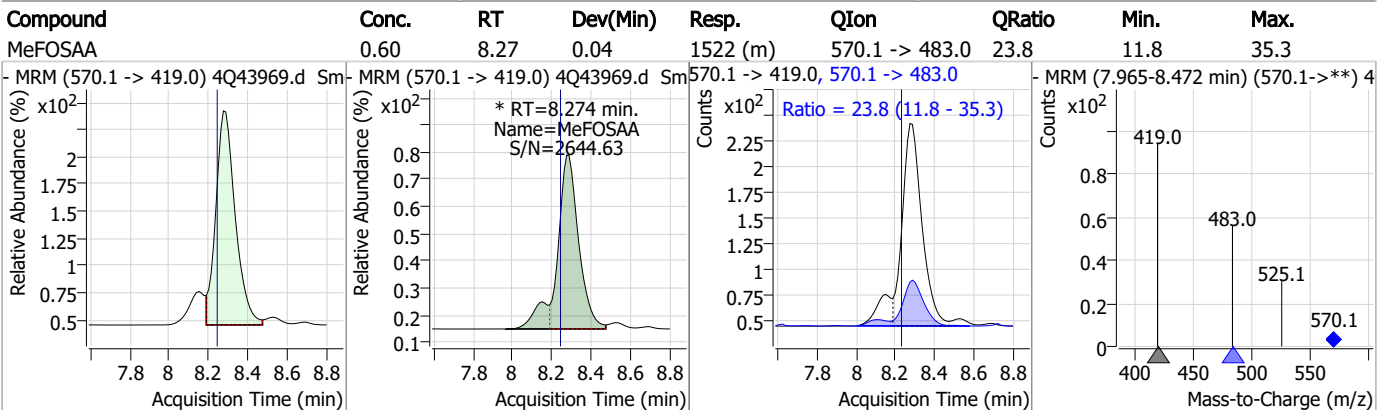 Compound Conc. RT Dev(Min) Resp. QIon QRatio Min. Max.
MeFOSAA 0.60 8.27 0.04 1522 (m) 570.1 -> 483.0 23.8 11.8 35.3
- MRM (570.1 -> 419.0) 4Q43969.d Sm
x10²
Relative Abundance (%)
2
1.75
1.5
1.25
1
0.75
0.5
7.8 8 8.2 8.4 8.6 8.8
Acquisition Time (min)
- MRM (570.1 -> 419.0) 4Q43969.d Sm
x10²
* RT=8.274 min.
Name=MeFOSAA
S/N=2644.63
Relative Abundance (%)
0.8
0.7
0.6
0.5
0.4
0.3
0.2
0.1
7.8 8 8.2 8.4 8.6 8.8
Acquisition Time (min)
570.1 -> 419.0, 570.1 -> 483.0
x10²
Ratio = 23.8 (11.8 - 35.3)
Counts
2.25
2
1.75
1.5
1.25
1
0.75
0.5
7.8 8 8.2 8.4 8.6 8.8
Acquisition Time (min)
- MRM (7.965-8.472 min) (570.1->**) 4
x10²
Counts
0.8
0.6
0.4
0.2
0
419.0
483.0
525.1
570.1
400 450 500 550
Mass-to-Charge (m/z)